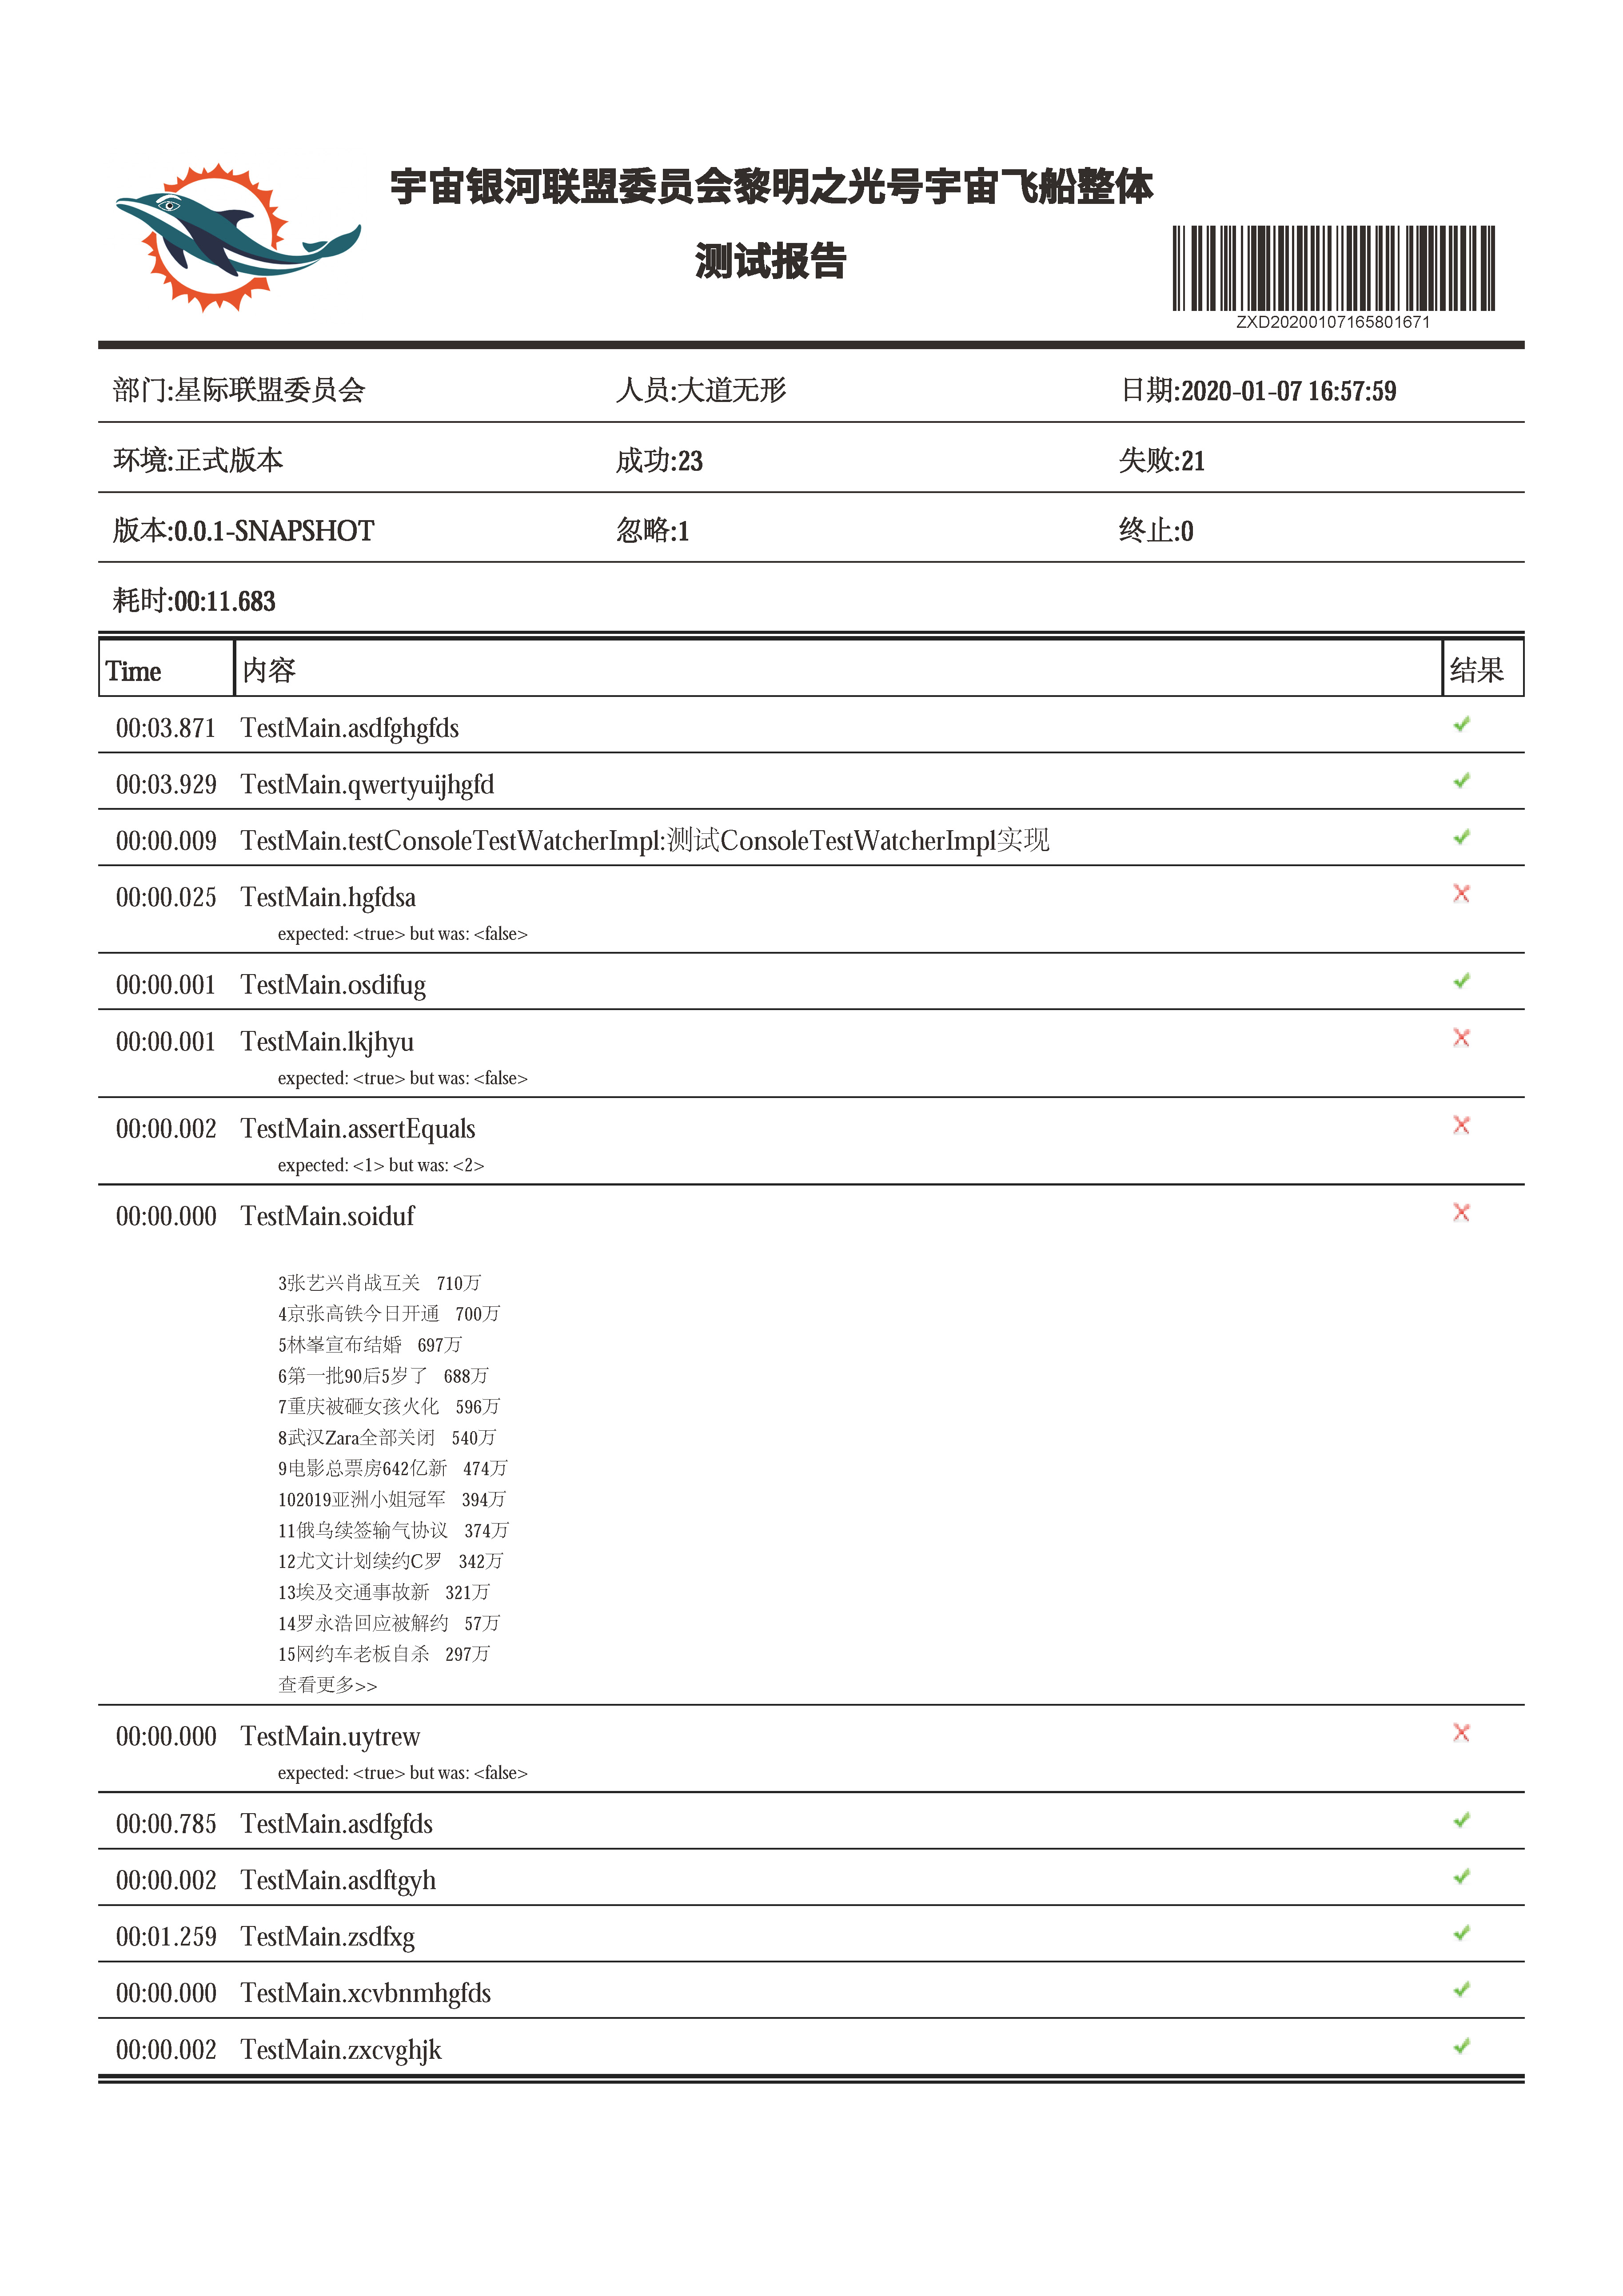 宇宙银河联盟委员会黎明之光号宇宙飞船整体
测试报告
ZXD20200107165801671
部门:星际联盟委员会 人员:大道无形 日期:2020-01-07 16:57:59
环境:正式版本 成功:23 失败:21
版本:0.0.1-SNAPSHOT 忽略:1 终止:0
耗时:00:11.683
Time 内容 结果
00:03.871 TestMain.asdfghgfds
00:03.929 TestMain.qwertyuijhgfd
00:00.009 TestMain.testConsoleTestWatcherImpl:测试ConsoleTestWatcherImpl实现
00:00.025 TestMain.hgfdsa
expected: <true> but was: <false>
00:00.001 TestMain.osdifug
00:00.001 TestMain.lkjhyu
expected: <true> but was: <false>
00:00.002 TestMain.assertEquals
expected: <1> but was: <2>
00:00.000 TestMain.soiduf
3张艺兴肖战互关 710万
4京张高铁今日开通 700万
5林峯宣布结婚 697万
6第一批90后5岁了 688万
7重庆被砸女孩火化 596万
8武汉Zara全部关闭 540万
9电影总票房642亿新 474万
102019亚洲小姐冠军 394万
11俄乌续签输气协议 374万
12尤文计划续约C罗 342万
13埃及交通事故新 321万
14罗永浩回应被解约 57万
15网约车老板自杀 297万
查看更多>>
00:00.000 TestMain.uytrew
expected: <true> but was: <false>
00:00.785 TestMain.asdfgfds
00:00.002 TestMain.asdftgyh
00:01.259 TestMain.zsdfxg
00:00.000 TestMain.xcvbnmhgfds
00:00.002 TestMain.zxcvghjk